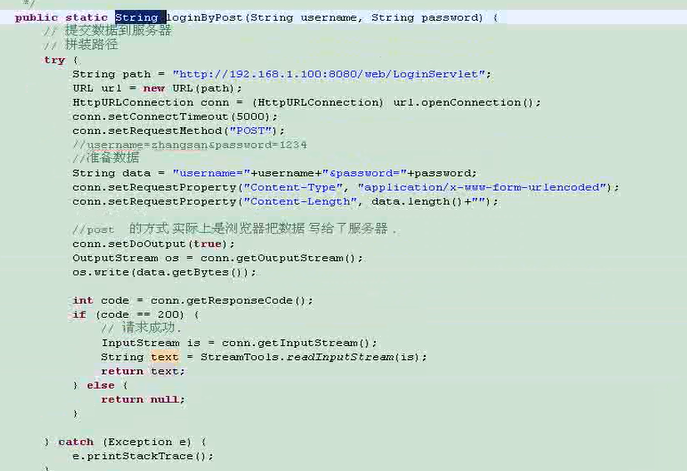 */
public static String loginByPost(String username, String password) {
// 提交数据到服务器
// 拼装路径
try {
String path = "http://192.168.1.100:8080/web/LoginServlet";
URL url = new URL(path);
HttpURLConnection conn = (HttpURLConnection) url.openConnection();
conn.setConnectTimeout(5000);
conn.setRequestMethod("POST");
//username=zhangsan&password=1234
//准备数据
String data = "username="+username+"&password="+password;
conn.setRequestProperty("Content-Type", "application/x-www-form-urlencoded");
conn.setRequestProperty("Content-Length", data.length()+"");
//post 的方式 实际上是浏览器把数据 写给了服务器 .
conn.setDoOutput(true);
OutputStream os = conn.getOutputStream();
os.write(data.getBytes());
int code = conn.getResponseCode();
if (code == 200) {
// 请求成功 .
InputStream is = conn.getInputStream();
String text = StreamTools.readInputStream(is);
return text;
} else {
return null;
}
} catch (Exception e) {
e.printStackTrace();
}